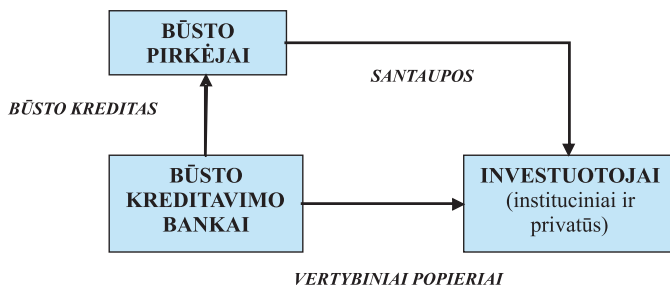 BŪSTO
PIRKĖJAI
SANTAUPOS
BŪSTO KREDITAS
BŪSTO
KREDITAVIMO
BANKAI
INVESTUOTOJAI
(instituciniai ir
privatūs)
VERTYBINIAI POPIERIAI